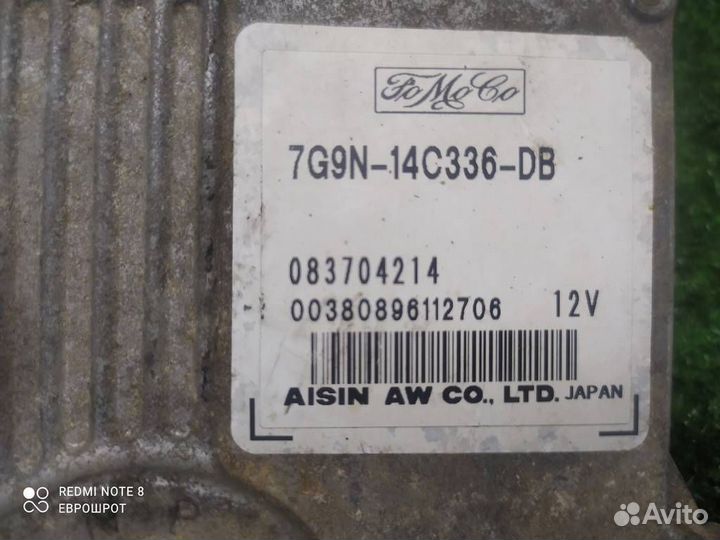 FoMoCo
7G9N-14C336-DB
083704214
00380896112706 12V
AISIN AW CO., LTD. JAPAN
P
REDMI NOTE 8
ЕВРОШРОТ
Avito